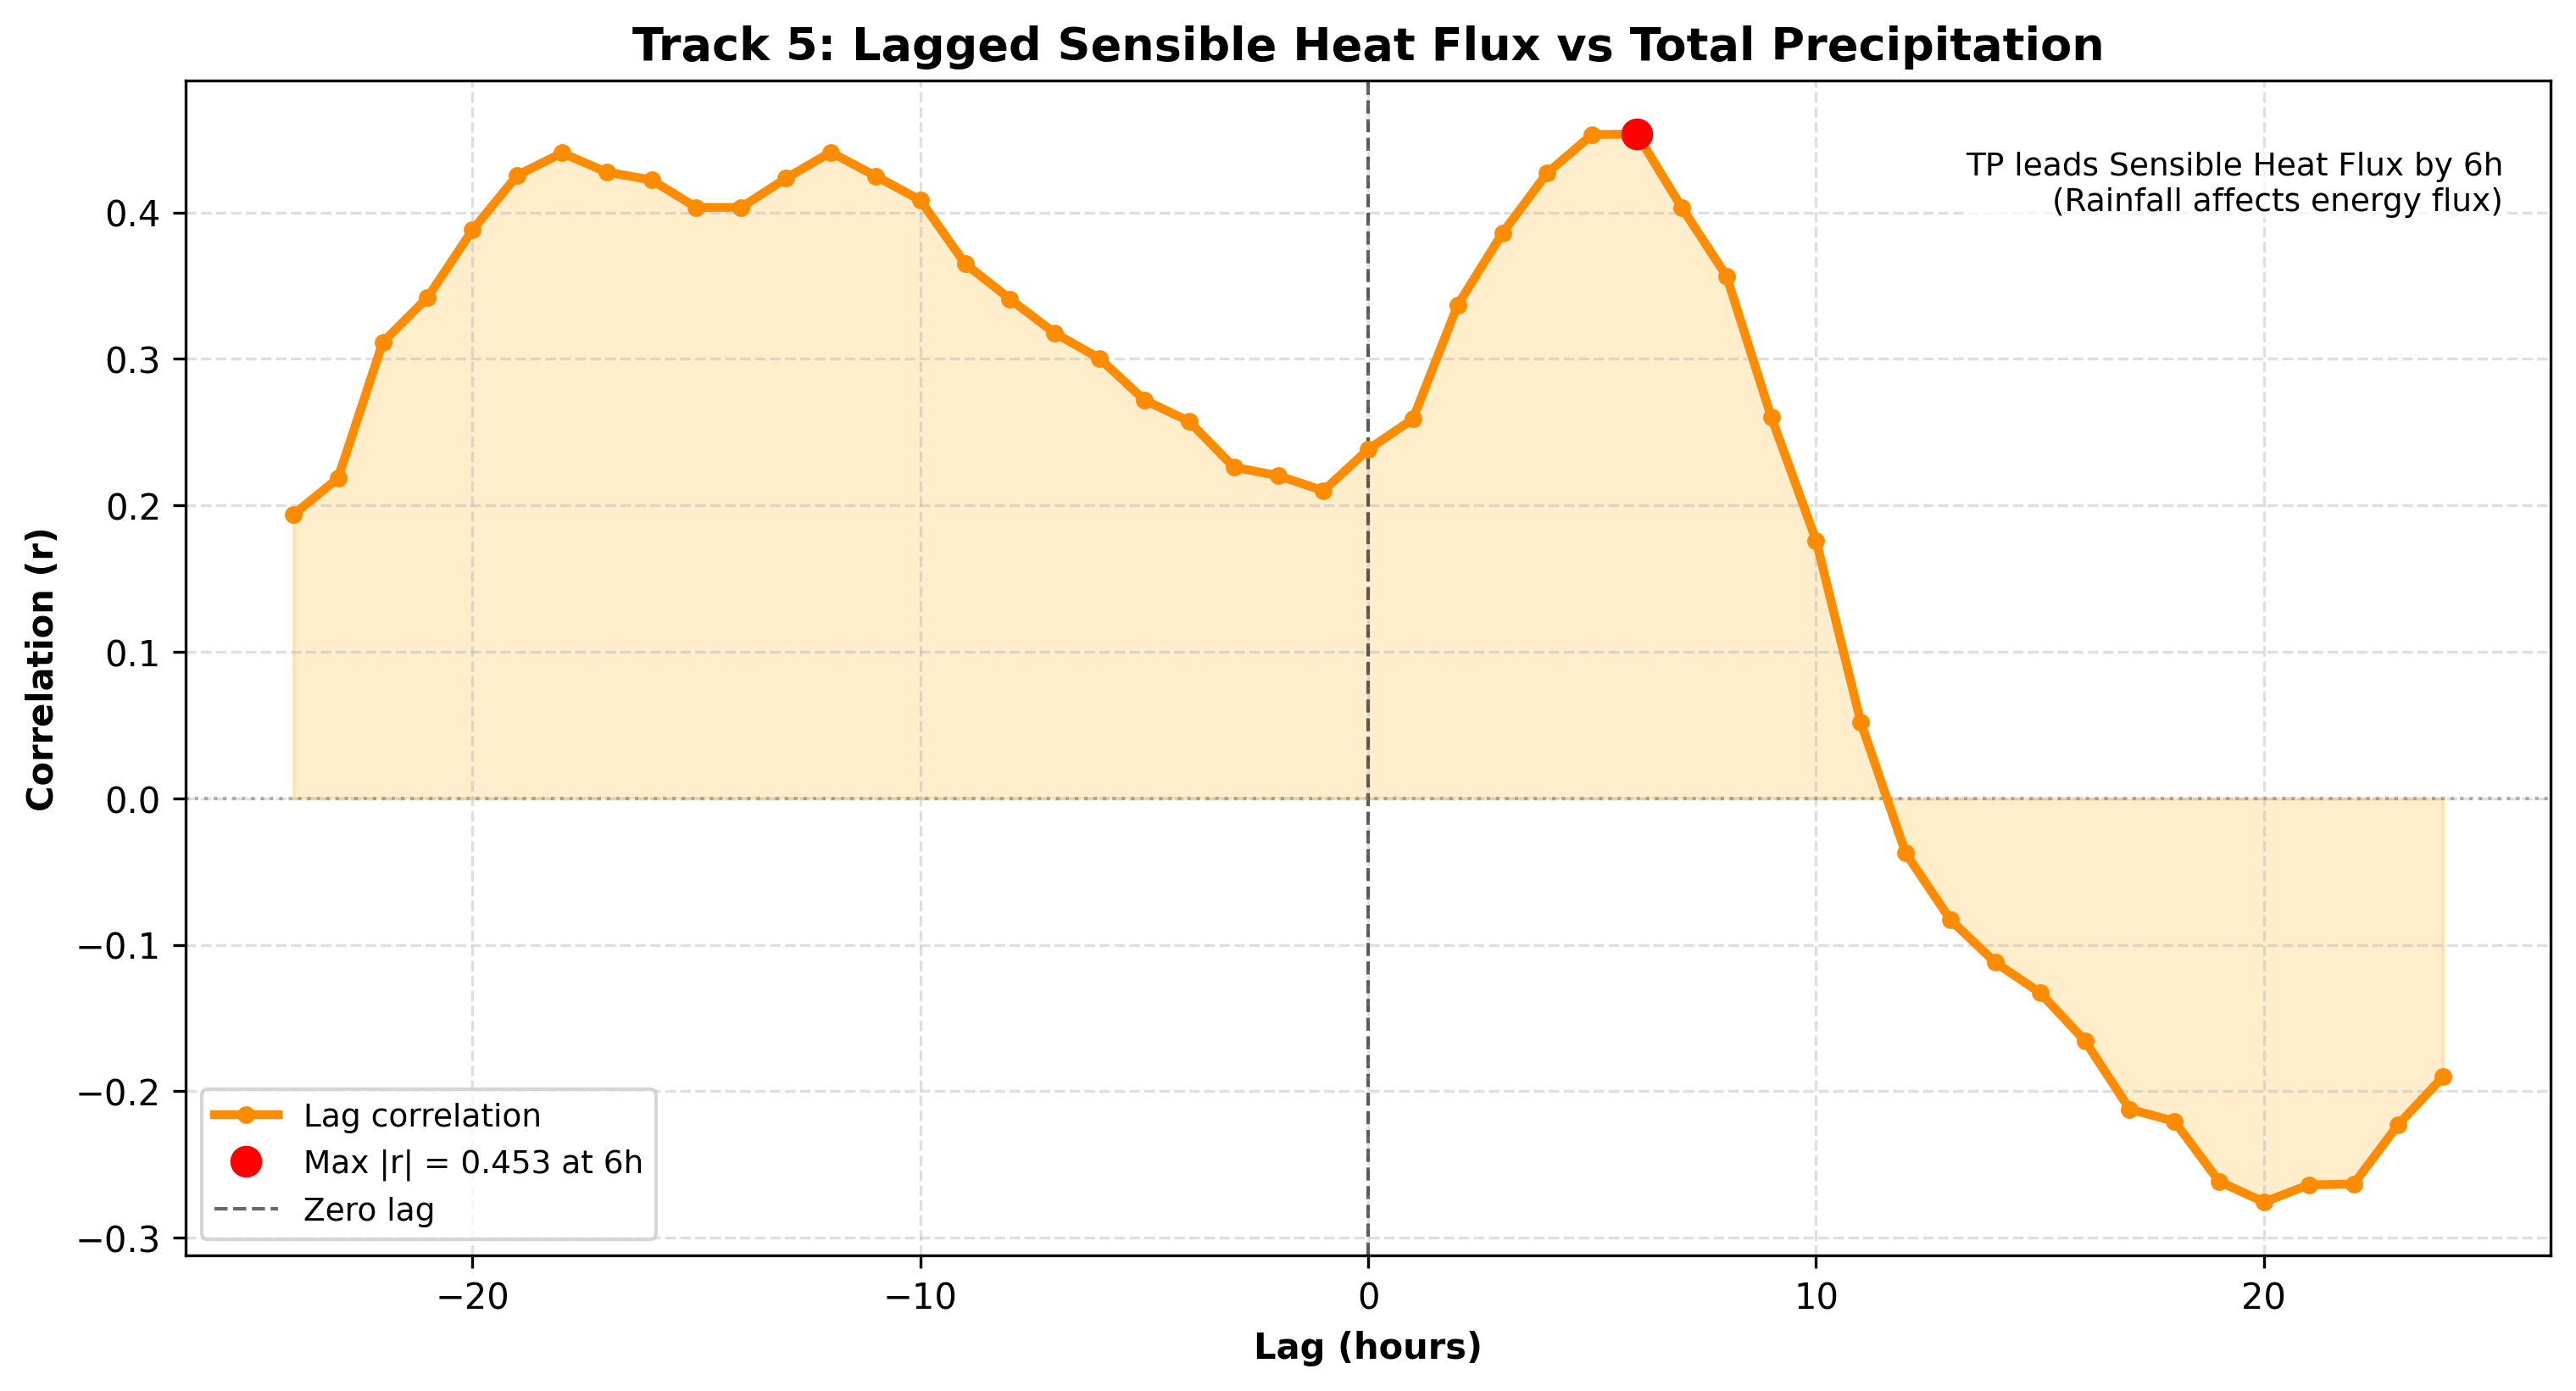 Track 5: Lagged Sensible Heat Flux vs Total Precipitation
TP leads Sensible Heat Flux by 6h
(Rainfall affects energy flux)
Correlation (r)
0.4
0.3
0.2
0.1
0.0
−0.1
−0.2
−0.3
Lag correlation
Max |r| = 0.453 at 6h
Zero lag
−20
−10
0
10
20
Lag (hours)